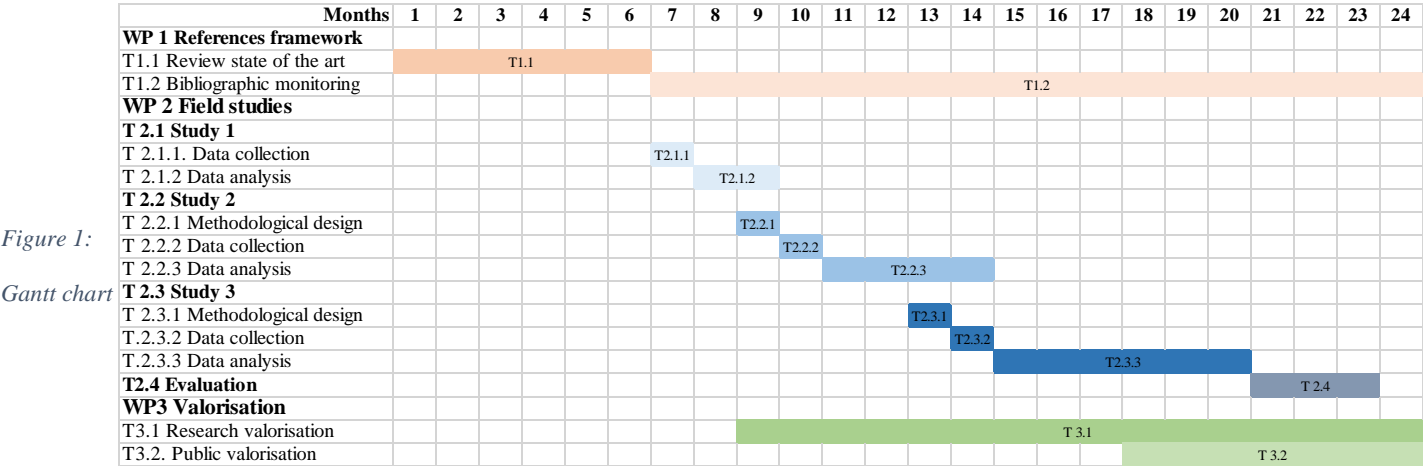 Months 1 2 3 4 5 6 7 8 9 10 11 12 13 14 15 16 17 18 19 20 21 22 23 24
WP 1 References framework
T1.1 Review state of the art T1.1
T1.2 Bibliographic monitoring T1.2
WP 2 Field studies
T 2.1 Study 1
T 2.1.1. Data collection T2.1.1
T 2.1.2 Data analysis T2.1.2
T 2.2 Study 2
T 2.2.1 Methodological design T2.2.1
Figure 1:
T 2.2.2 Data collection T2.2.2
T 2.2.3 Data analysis T2.2.3
Gantt chart
T 2.3 Study 3
T 2.3.1 Methodological design T2.3.1
T.2.3.2 Data collection T2.3.2
T.2.3.3 Data analysis T2.3.3
T2.4 Evaluation T 2.4
WP3 Valorisation
T3.1 Research valorisation T 3.1
T3.2. Public valorisation T 3.2